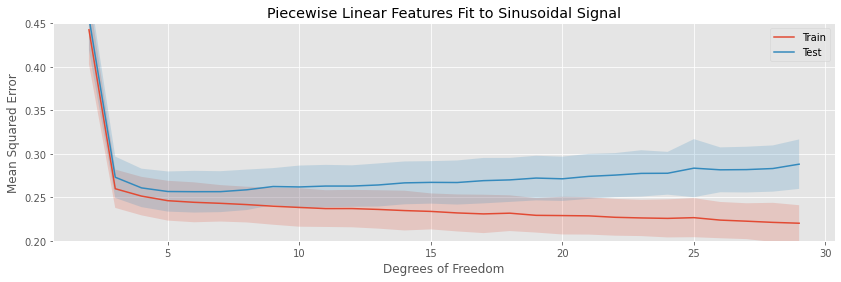 Piecewise Linear Features Fit to Sinusoidal Signal
Mean Squared Error
0.45
0.40
0.35
0.30
0.25
0.20
Train
Test
5
10
15
20
25
30
Degrees of Freedom